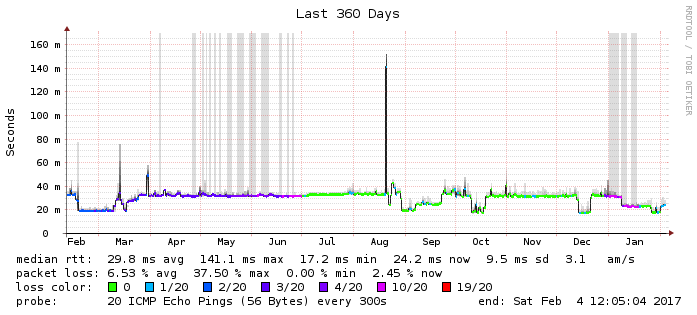 Last 360 Days
RRDTOOL / TOBI OETIKER
Seconds
160 m
140 m
120 m
100 m
80 m
60 m
40 m
20 m
0
Feb Mar Apr May Jun Jul Aug Sep Oct Nov Dec Jan
median rtt: 29.8 ms avg 141.1 ms max 17.2 ms min 24.2 ms now 9.5 ms sd 3.1 am/s
packet loss: 6.53 % avg 37.50 % max 0.00 % min 2.45 % now
loss color: 0 1/20 2/20 3/20 4/20 10/20 19/20
probe: 20 ICMP Echo Pings (56 Bytes) every 300s end: Sat Feb 4 12:05:04 2017